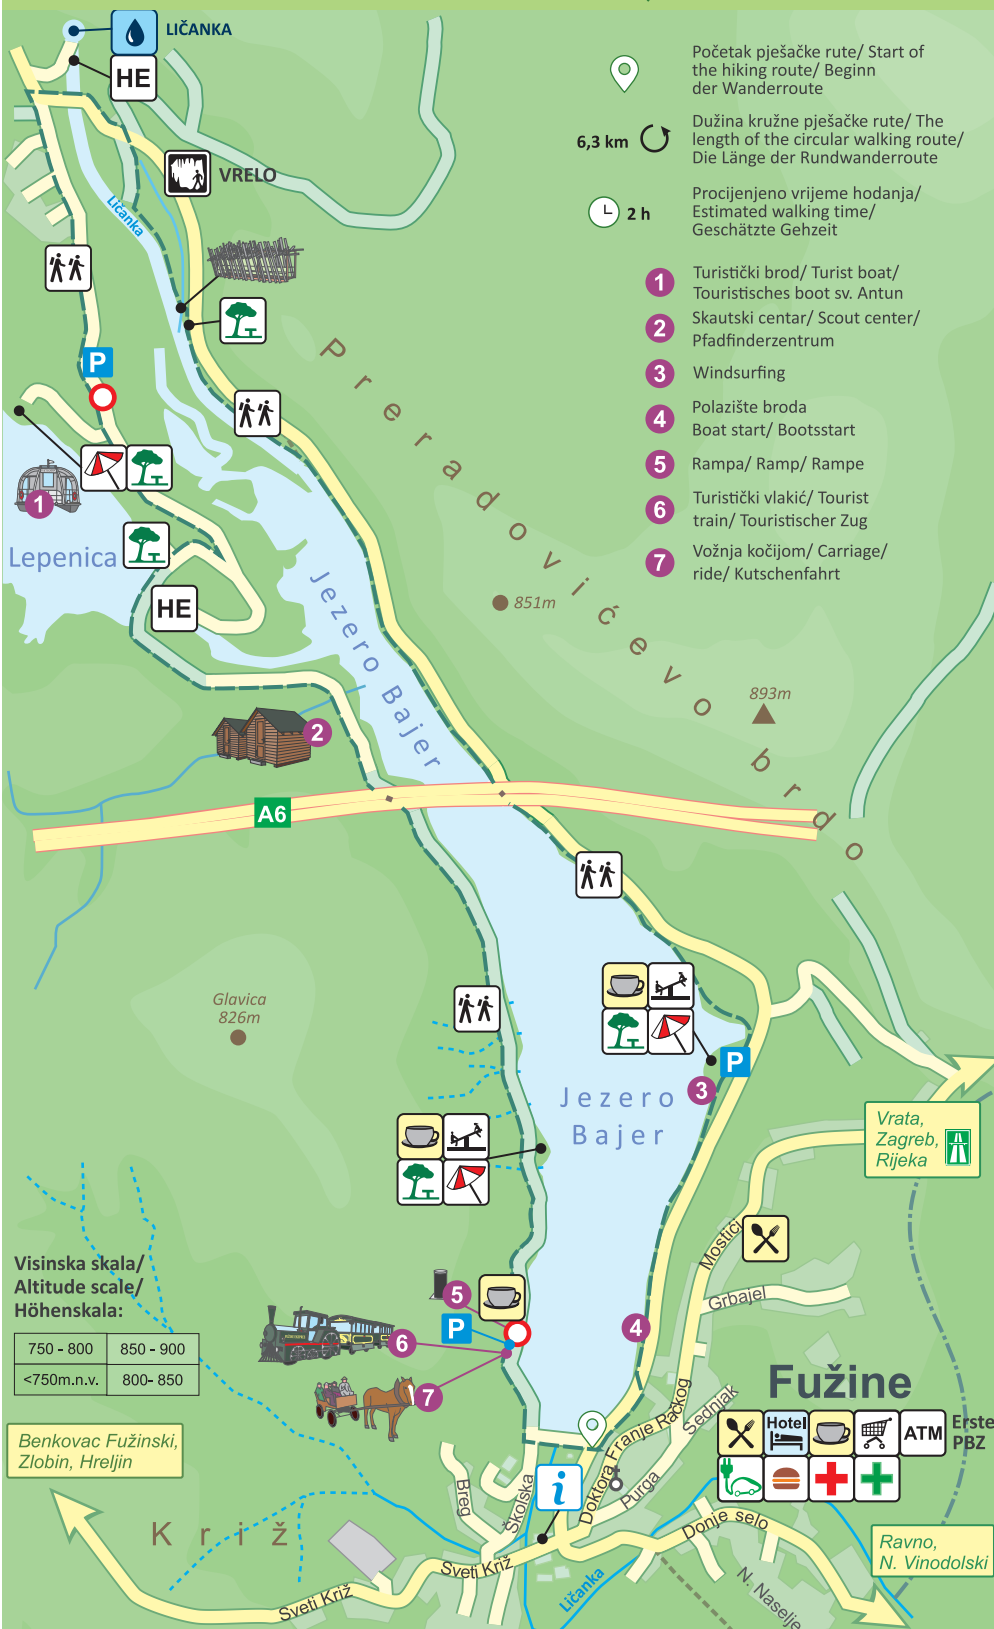 LIČANKA
HE
VRELO
Ličanka
P
Početak pješačke rute/ Start of
the hiking route/ Beginn
der Wanderroute
6,3 km
Dužina kružne pješačke rute/ The
length of the circular walking route/
Die Länge der Rundwanderroute
2 h
Procijenjeno vrijeme hodanja/
Estimated walking time/
Geschätzte Gehzeit
1
Turistički brod/ Turist boat/
Touristisches boot sv. Antun
2
Skautski centar/ Scout center/
Pfadfinderzentrum
3
Windsurfing
4
Polazište broda
Boat start/ Bootsstart
5
Rampa/ Ramp/ Rampe
6
Turistički vlakić/ Tourist
train/ Touristischer Zug
7
Vožnja kočijom/ Carriage/
ride/ Kutschenfahrt
Preradovićevo brdo
1
Lepenica
HE
Jezero Bajer
851m
893m
2
A6
Glavica
826m
P
3
Jezero
Bajer
Vrata,
Zagreb,
Rijeka
Mostići
Grbajel
Visinska skala/
Altitude scale/
Höhenskala:
750 - 800
850 - 900
<750m.n.v.
800- 850
5
P
6
7
4
Fužine
Hotel
ATM
Erste
PBZ
Benkovac Fužinski,
Zlobin, Hreljin
Križ
Breg
Školska
i
Doktora Franje Račkog
Sednjak
Purga
Donje selo
Sveti Križ
Sveti Križ
Ličanka
N. Naselje
Ravno,
N. Vinodolski